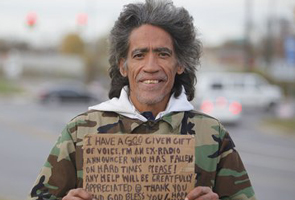 I HAVE A GOD GIVEN GIFT
OF VOICE. I'M AN EX-RADIO
ANNOUNCER WHO HAS FALLEN
ON HARD TIMES. PLEASE!
ANY HELP WILL BE GREATFULLY
APPRECIATED. THANK YOU
AND GOD BLESS YOU.